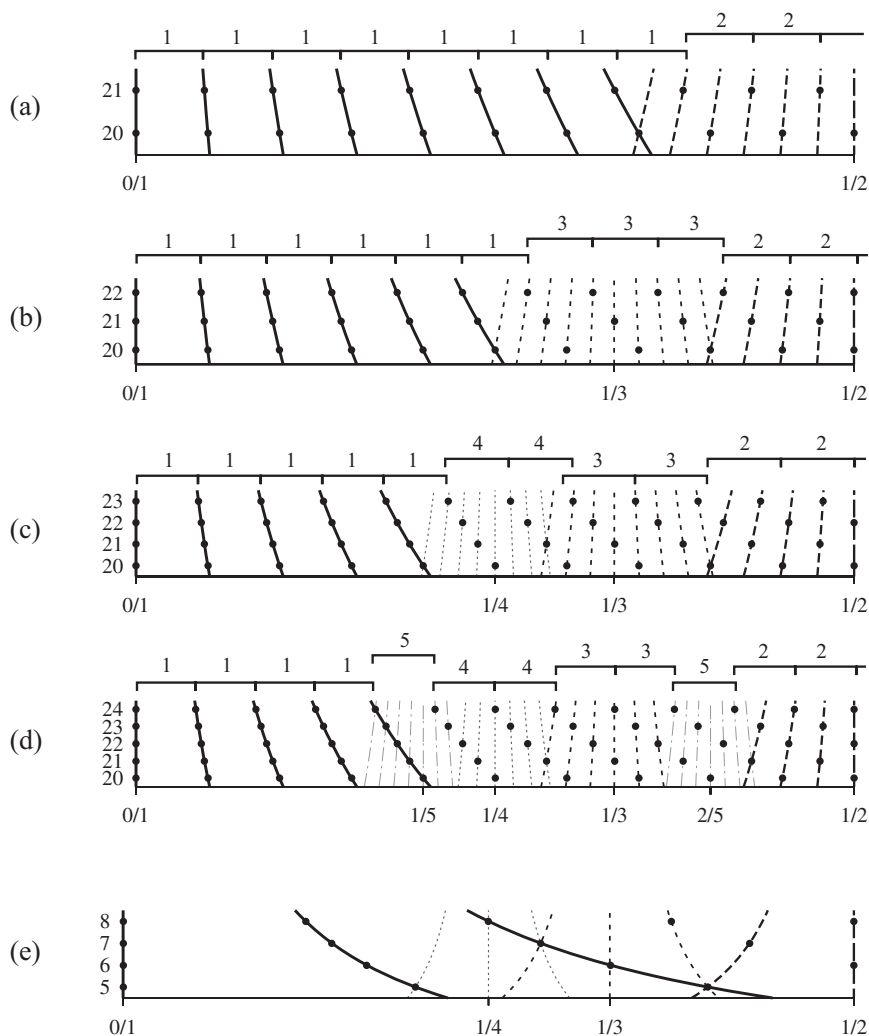 2 2
1 1 1 1 1 1 1 1
(a)
21
20
0/1 1/2
3 3 3
1 1 1 1 1 1 2 2
(b)
22
21
20
0/1 1/3 1/2
4 4 2 2
1 1 1 1 1 3 3
(c)
23
22
21
20
0/1 1/4 1/3 1/2
5 3 3 2 2
1 1 1 1 4 4 5
(d)
24
23
22
21
20
0/1 1/5 1/4 1/3 2/5 1/2
(e)
8
7
6
5
0/1 1/4 1/3 1/2